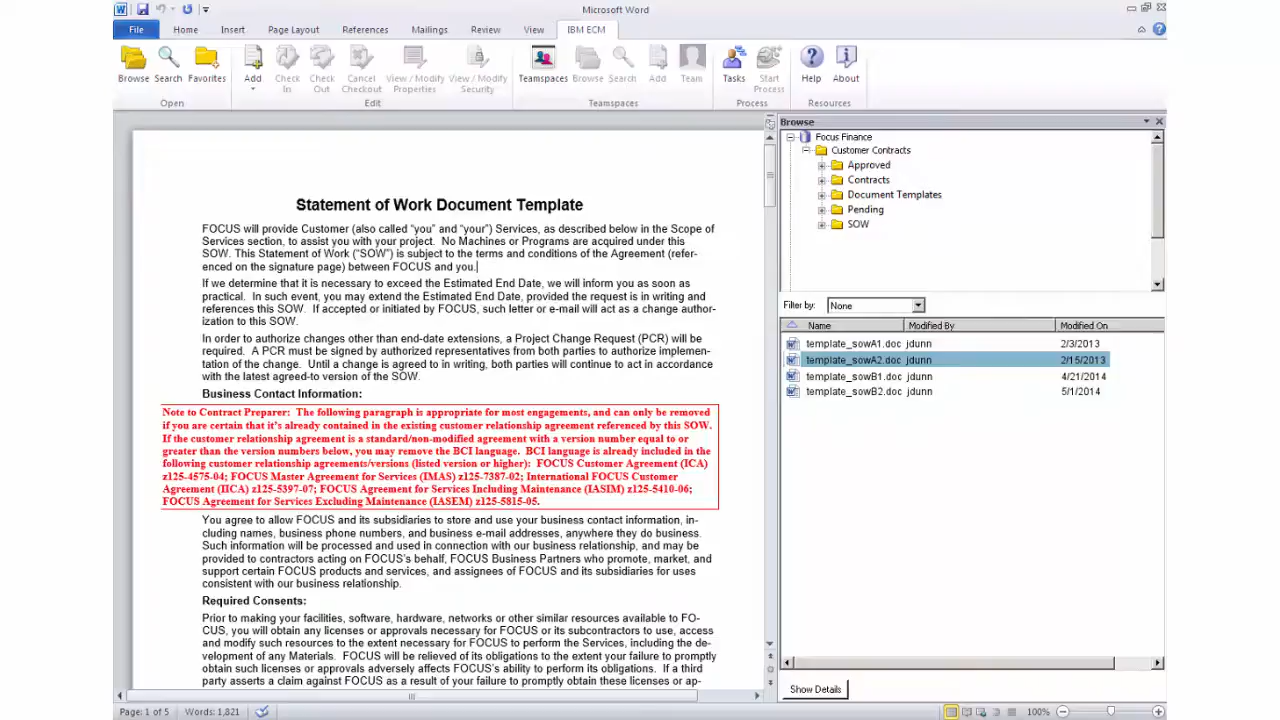 Microsoft Word
File Home Insert Page Layout References Mailings Review View IBM ECM
Browse Search Favorites Add Check In Check Out Cancel Checkout View / Modify Properties View / Modify Security Teamspaces Browse Search Add Team Tasks Start Process Help About
Open Edit Teamspaces Process Resources
Statement of Work Document Template
FOCUS will provide Customer (also called “you” and “your”) Services, as described below in the Scope of
Services section, to assist you with your project. No Machines or Programs are acquired under this
SOW. This Statement of Work (“SOW”) is subject to the terms and conditions of the Agreement (refer-
enced on the signature page) between FOCUS and you.
If we determine that it is necessary to exceed the Estimated End Date, we will inform you as soon as
practical. In such event, you may extend the Estimated End Date, provided the request is in writing and
references this SOW. If accepted or initiated by FOCUS, such letter or e-mail will act as a change author-
ization to this SOW.
In order to authorize changes other than end-date extensions, a Project Change Request (PCR) will be
required. A PCR must be signed by authorized representatives from both parties to authorize implemen-
tation of the change. Until a change is agreed to in writing, both parties will continue to act in accordance
with the latest agreed-to version of the SOW.
Business Contact Information:
Note to Contract Preparer: The following paragraph is appropriate for most engagements, and can only be removed
if you are certain that it's already contained in the existing customer relationship agreement referenced by this SOW.
If the customer relationship agreement is a standard/non-modified agreement with a version number equal to or
greater than the version numbers below, you may remove the BCI language. BCI language is already included in the
following customer relationship agreements/versions (listed version or higher): FOCUS Customer Agreement (ICA)
z125-4575-04; FOCUS Master Agreement for Services (IMAS) z125-7387-02; International FOCUS Customer
Agreement (IICA) z125-5397-07; FOCUS Agreement for Services Including Maintenance (IASIM) z125-5410-06;
FOCUS Agreement for Services Excluding Maintenance (IASEM) z125-5815-05.
You agree to allow FOCUS and its subsidiaries to store and use your business contact information, in-
cluding names, business phone numbers, and business e-mail addresses, anywhere they do business.
Such information will be processed and used in connection with our business relationship, and may be
provided to contractors acting on FOCUS's behalf, FOCUS Business Partners who promote, market, and
support certain FOCUS products and services, and assignees of FOCUS and its subsidiaries for uses
consistent with our business relationship.
Required Consents:
Prior to making your facilities, software, hardware, networks or other similar resources available to FO-
CUS, you will obtain any licenses or approvals necessary for FOCUS or its subcontractors to use, access
and modify such resources to the extent necessary for FOCUS to perform the Services, including the de-
velopment of any Materials. FOCUS will be relieved of its obligations to the extent your failure to promptly
obtain such licenses or approvals adversely affects FOCUS's ability to perform its obligations. If a third
party asserts a claim against FOCUS as a result of your failure to promptly obtain these licenses or ap-
Browse
Focus Finance
Customer Contracts
Approved
Contracts
Document Templates
Pending
SOW
Filter by: None
Name Modified By Modified On
template_sowA1.doc jdunn 2/3/2013
template_sowA2.doc jdunn 2/15/2013
template_sowB1.doc jdunn 4/21/2014
template_sowB2.doc jdunn 5/1/2014
Show Details
Page: 1 of 5 Words: 1,821 100%